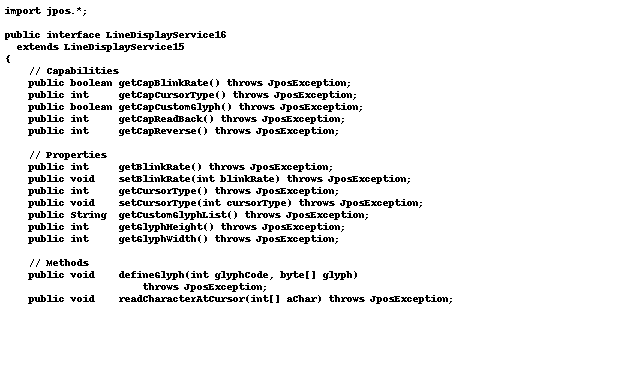 import jpos.*;

public interface LineDisplayService16
  extends LineDisplayService15
{
    // Capabilities
    public boolean getCapBlinkRate() throws JposException;
    public int     getCapCursorType() throws JposException;
    public boolean getCapCustomGlyph() throws JposException;
    public int     getCapReadBack() throws JposException;
    public int     getCapReverse() throws JposException;

    // Properties
    public int     getBlinkRate() throws JposException;
    public void    setBlinkRate(int blinkRate) throws JposException;
    public int     getCursorType() throws JposException;
    public void    setCursorType(int cursorType) throws JposException;
    public String  getCustomGlyphList() throws JposException;
    public int     getGlyphHeight() throws JposException;
    public int     getGlyphWidth() throws JposException;

    // Methods
    public void    defineGlyph(int glyphCode, byte[] glyph)
                       throws JposException;
    public void    readCharacterAtCursor(int[] aChar) throws JposException;